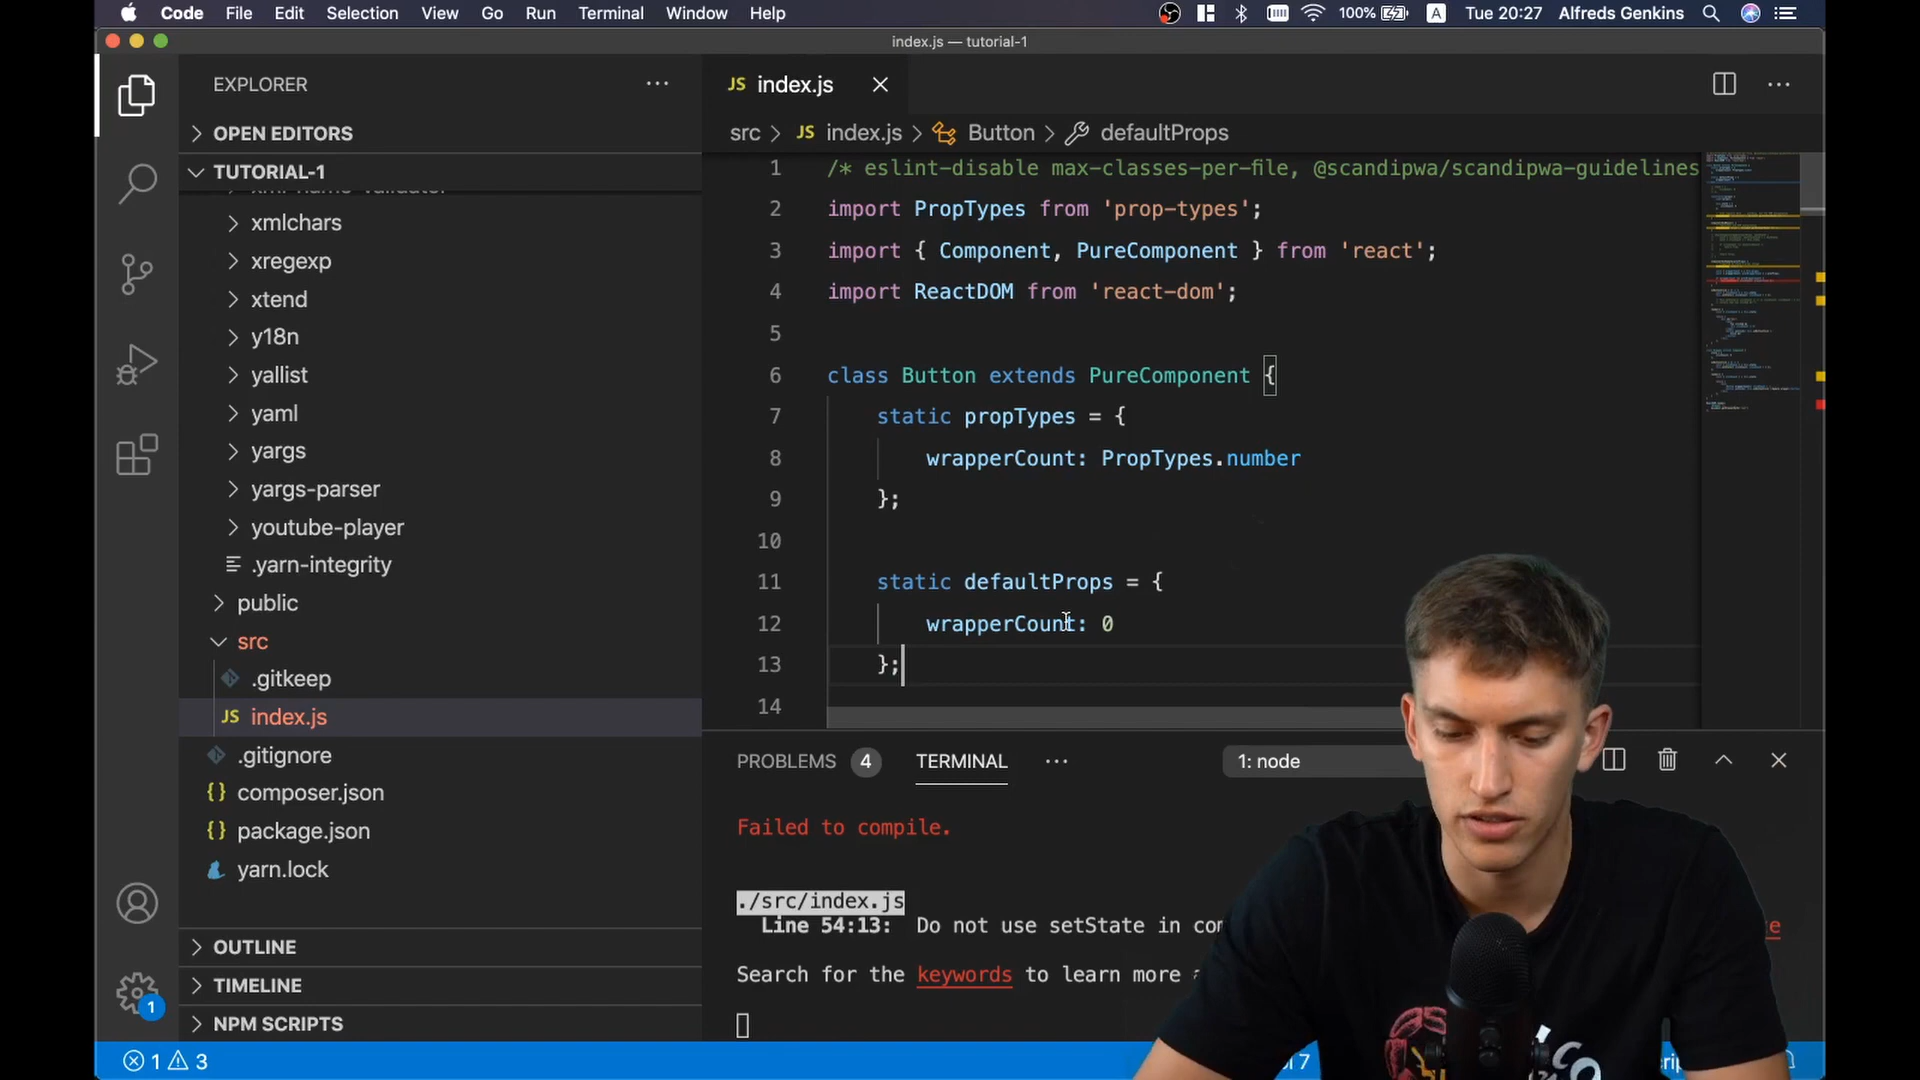 Code File Edit Selection View Go Run Terminal Window Help
100% A Tue 20:27 Alfreds Genkins
index.js — tutorial-1
EXPLORER
OPEN EDITORS
TUTORIAL-1
xmlchars
xregexp
xtend
y18n
yallist
yaml
yargs
yargs-parser
youtube-player
.yarn-integrity
public
src
.gitkeep
JS index.js
.gitignore
{} composer.json
{} package.json
yarn.lock
OUTLINE
TIMELINE
NPM SCRIPTS
1
1 3
JS index.js
src > JS index.js > Button > defaultProps
1 /* eslint-disable max-classes-per-file, @scandipwa/scandipwa-guidelines
2 import PropTypes from 'prop-types';
3 import { Component, PureComponent } from 'react';
4 import ReactDOM from 'react-dom';
5
6 class Button extends PureComponent {
7 static propTypes = {
8 wrapperCount: PropTypes.number
9 };
10
11 static defaultProps = {
12 wrapperCount: 0
13 };
14
PROBLEMS 4 TERMINAL ··· 1: node
Failed to compile.
./src/index.js
Line 54:13: Do not use setState in
Search for the keywords to learn more